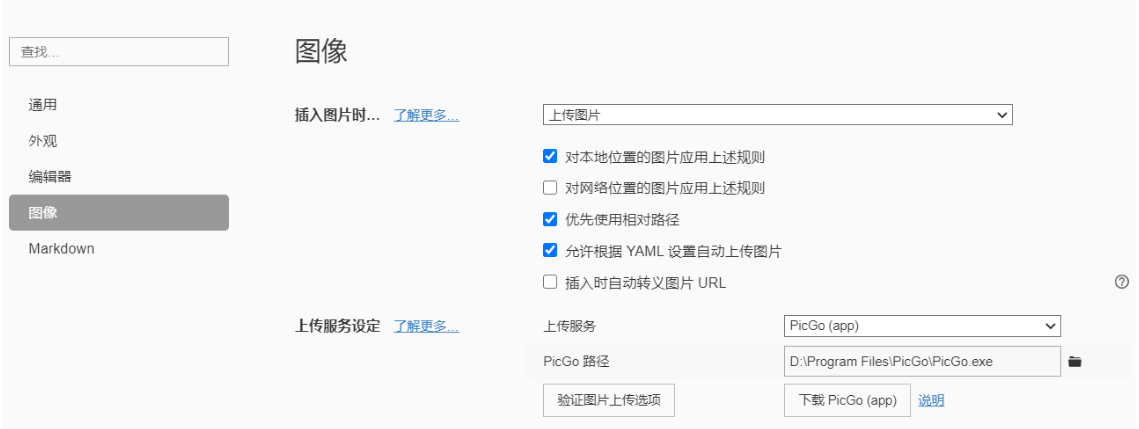 查找...
通用
外观
编辑器
图像
Markdown
图像
插入图片时... 了解更多... 上传图片
对本地位置的图片应用上述规则
对网络位置的图片应用上述规则
优先使用相对路径
允许根据 YAML 设置自动上传图片
插入时自动转义图片 URL ?
上传服务设定 了解更多... 上传服务 PicGo (app)
PicGo 路径 D:\Program Files\PicGo\PicGo.exe
验证图片上传选项 下载 PicGo (app) 说明